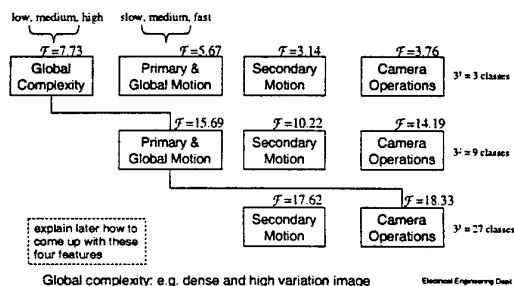 low, medium, high slow, medium, fast
ℱ=7.73 ℱ=5.67 ℱ=3.14 ℱ=3.76
Global Complexity Primary & Global Motion Secondary Motion Camera Operations 3¹ = 3 classes
ℱ=15.69 ℱ=10.22 ℱ=14.19
Primary & Global Motion Secondary Motion Camera Operations 3² = 9 classes
ℱ=17.62 ℱ=18.33
Secondary Motion Camera Operations 3³ = 27 classes
explain later how to
come up with these
four features
Global complexity: e.g. dense and high variation image
Electrical Engineering Dept